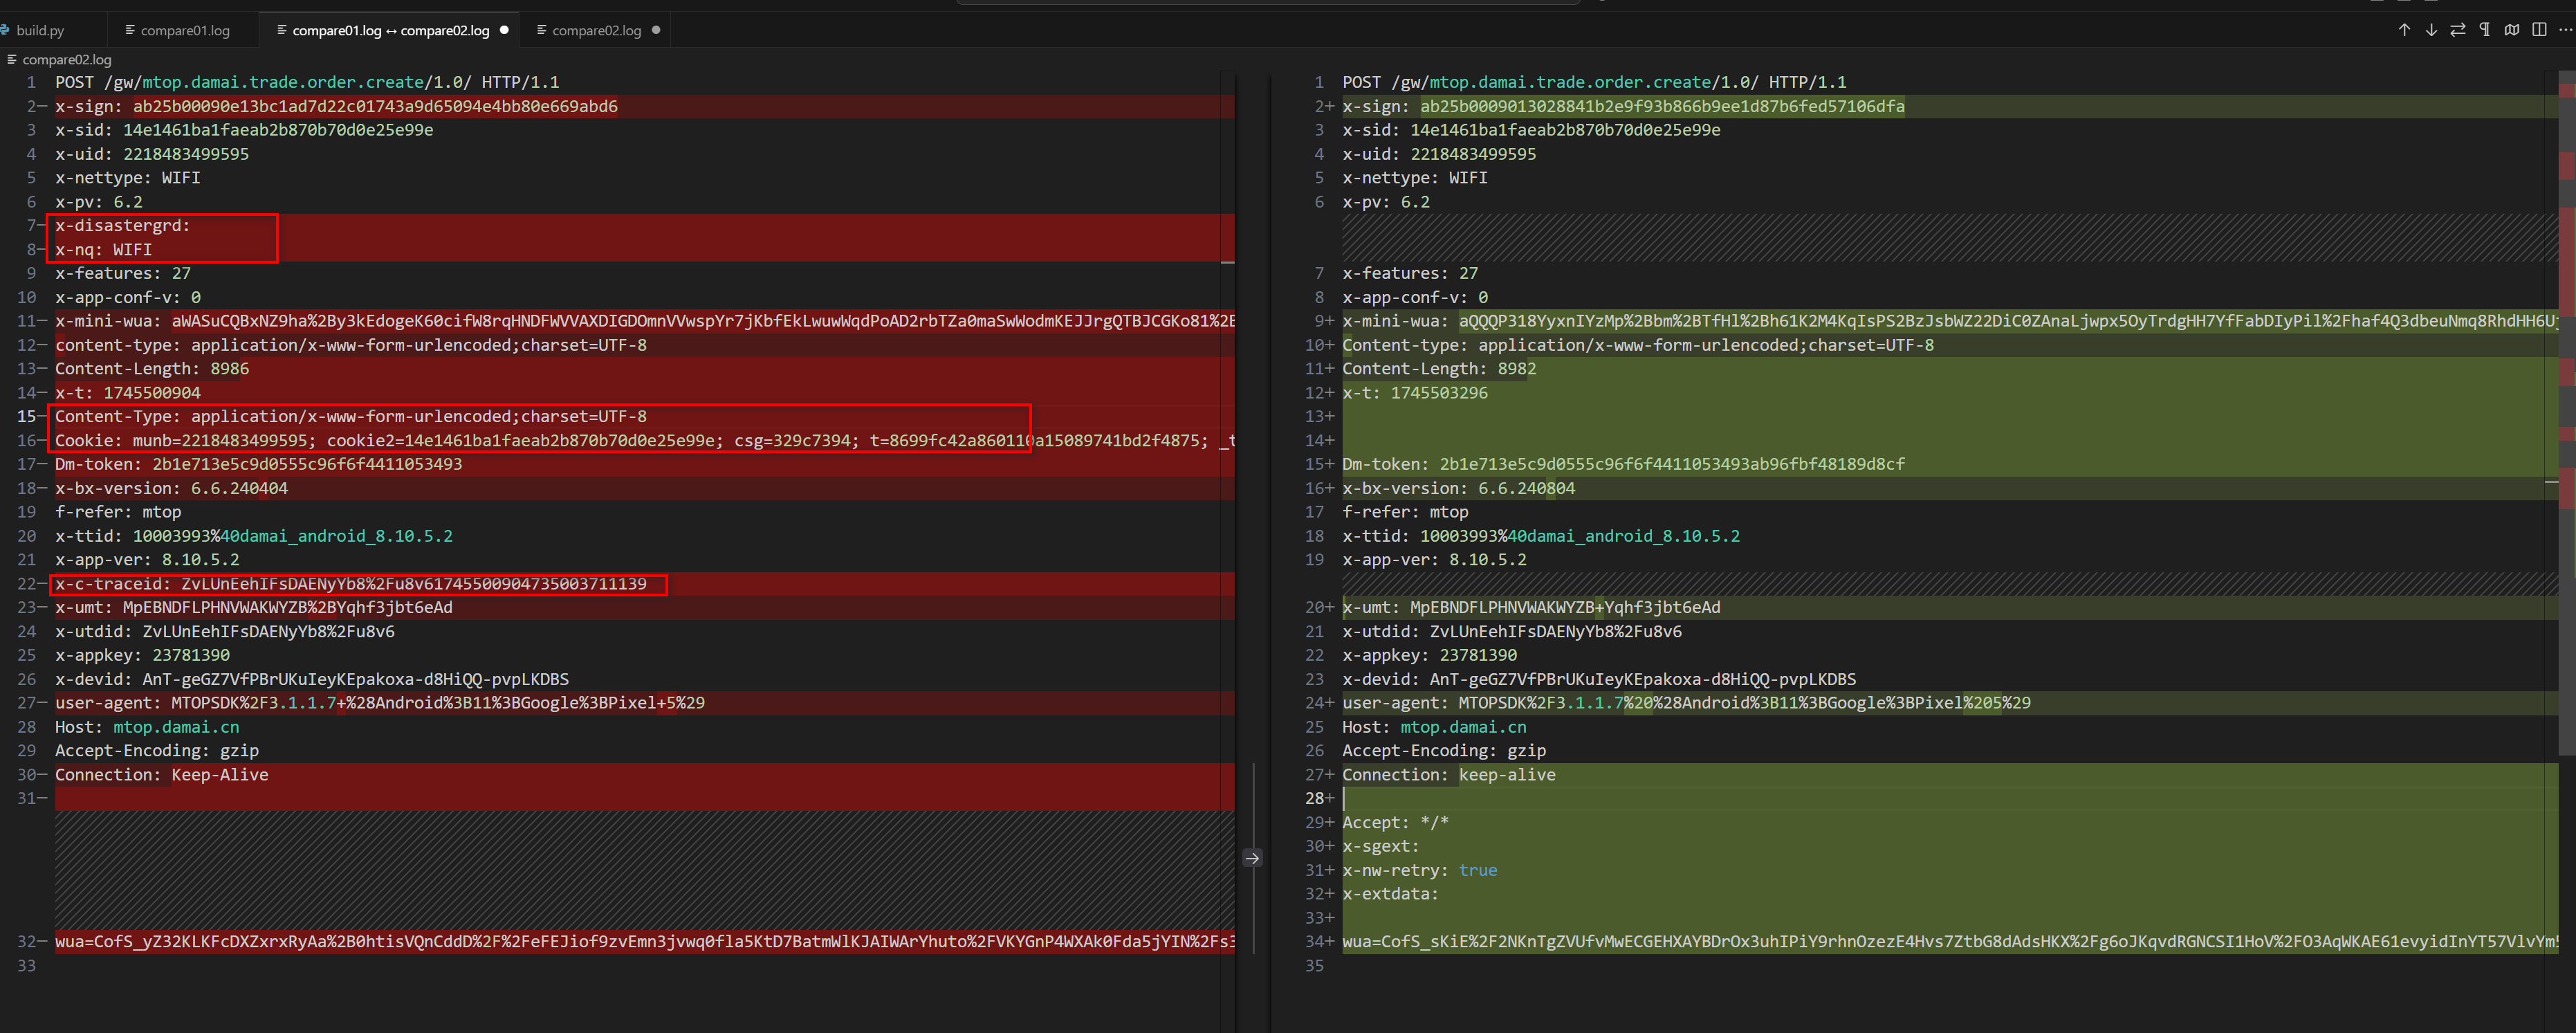 build.py
compare01.log
compare01.log ↔ compare02.log
compare02.log
compare02.log
1 POST /gw/mtop.damai.trade.order.create/1.0/ HTTP/1.1
2− x-sign: ab25b00090e13bc1ad7d22c01743a9d65094e4bb80e669abd6
3 x-sid: 14e1461ba1faeab2b870b70d0e25e99e
4 x-uid: 2218483499595
5 x-nettype: WIFI
6 x-pv: 6.2
7− x-disastergrd:
8− x-nq: WIFI
9 x-features: 27
10 x-app-conf-v: 0
11− x-mini-wua: aWASuCQBxNZ9ha%2By3kEdogeK60cifW8rqHNDFWVVAXDIGDOmnVVwspYr7jKbfEkLwuwWqdPoAD2rbTZa0maSwWodmKEJJrgQTBJCGKo81%2E
12− content-type: application/x-www-form-urlencoded;charset=UTF-8
13− Content-Length: 8986
14− x-t: 1745500904
15− Content-Type: application/x-www-form-urlencoded;charset=UTF-8
16− Cookie: munb=2218483499595; cookie2=14e1461ba1faeab2b870b70d0e25e99e; csg=329c7394; t=8699fc42a860110a15089741bd2f4875; _t
17− Dm-token: 2b1e713e5c9d0555c96f6f4411053493
18− x-bx-version: 6.6.240404
19 f-refer: mtop
20 x-ttid: 10003993%40damai_android_8.10.5.2
21 x-app-ver: 8.10.5.2
22− x-c-traceid: ZvLUnEehIFsDAENyYb8%2Fu8v61745500904735003711139
23− x-umt: MpEBNDFLPHNVWAKWYZB%2BYqhf3jbt6eAd
24 x-utdid: ZvLUnEehIFsDAENyYb8%2Fu8v6
25 x-appkey: 23781390
26 x-devid: AnT-geGZ7VfPBrUKuIeyKEpakoxa-d8HiQQ-pvpLKDBS
27− user-agent: MTOPSDK%2F3.1.1.7+%28Android%3B11%3BGoogle%3BPixel+5%29
28 Host: mtop.damai.cn
29 Accept-Encoding: gzip
30− Connection: Keep-Alive
31−
32− wua=CofS_yZ32KLKFcDXZxrxRyAa%2B0htisVQnCddD%2F%2FeFEJiof9zvEmn3jvwq0fla5KtD7BatmWlKJAIWArYhuto%2FVKYGnP4WXAk0Fda5jYIN%2Fs3
33
1 POST /gw/mtop.damai.trade.order.create/1.0/ HTTP/1.1
2+ x-sign: ab25b0009013028841b2e9f93b866b9ee1d87b6fed57106dfa
3 x-sid: 14e1461ba1faeab2b870b70d0e25e99e
4 x-uid: 2218483499595
5 x-nettype: WIFI
6 x-pv: 6.2
7 x-features: 27
8 x-app-conf-v: 0
9+ x-mini-wua: aQQQP318YyxnIYzMp%2Bbm%2BTfHl%2Bh61K2M4KqIsPS2BzJsbWZ22DiC0ZAnaLjwpx5OyTrdgHH7YfFabDIyPil%2Fhaf4Q3dbeuNmq8RhdHH6Uj
10+ Content-type: application/x-www-form-urlencoded;charset=UTF-8
11+ Content-Length: 8982
12+ x-t: 1745503296
13+
14+
15+ Dm-token: 2b1e713e5c9d0555c96f6f4411053493ab96fbf48189d8cf
16+ x-bx-version: 6.6.240804
17 f-refer: mtop
18 x-ttid: 10003993%40damai_android_8.10.5.2
19 x-app-ver: 8.10.5.2
20+ x-umt: MpEBNDFLPHNVWAKWYZB+Yqhf3jbt6eAd
21 x-utdid: ZvLUnEehIFsDAENyYb8%2Fu8v6
22 x-appkey: 23781390
23 x-devid: AnT-geGZ7VfPBrUKuIeyKEpakoxa-d8HiQQ-pvpLKDBS
24+ user-agent: MTOPSDK%2F3.1.1.7%20%28Android%3B11%3BGoogle%3BPixel%205%29
25 Host: mtop.damai.cn
26 Accept-Encoding: gzip
27+ Connection: keep-alive
28+
29+ Accept: */*
30+ x-sgext:
31+ x-nw-retry: true
32+ x-extdata:
33+
34+ wua=CofS_sKiE%2F2NKnTgZVUfvMwECGEHXAYBDrOx3uhIPiY9rhnOzezE4Hvs7ZtbG8dAdsHKX%2Fg6oJKqvdRGNCSI1HoV%2FO3AqWKAE61evyidInYT57VlvYm5
35